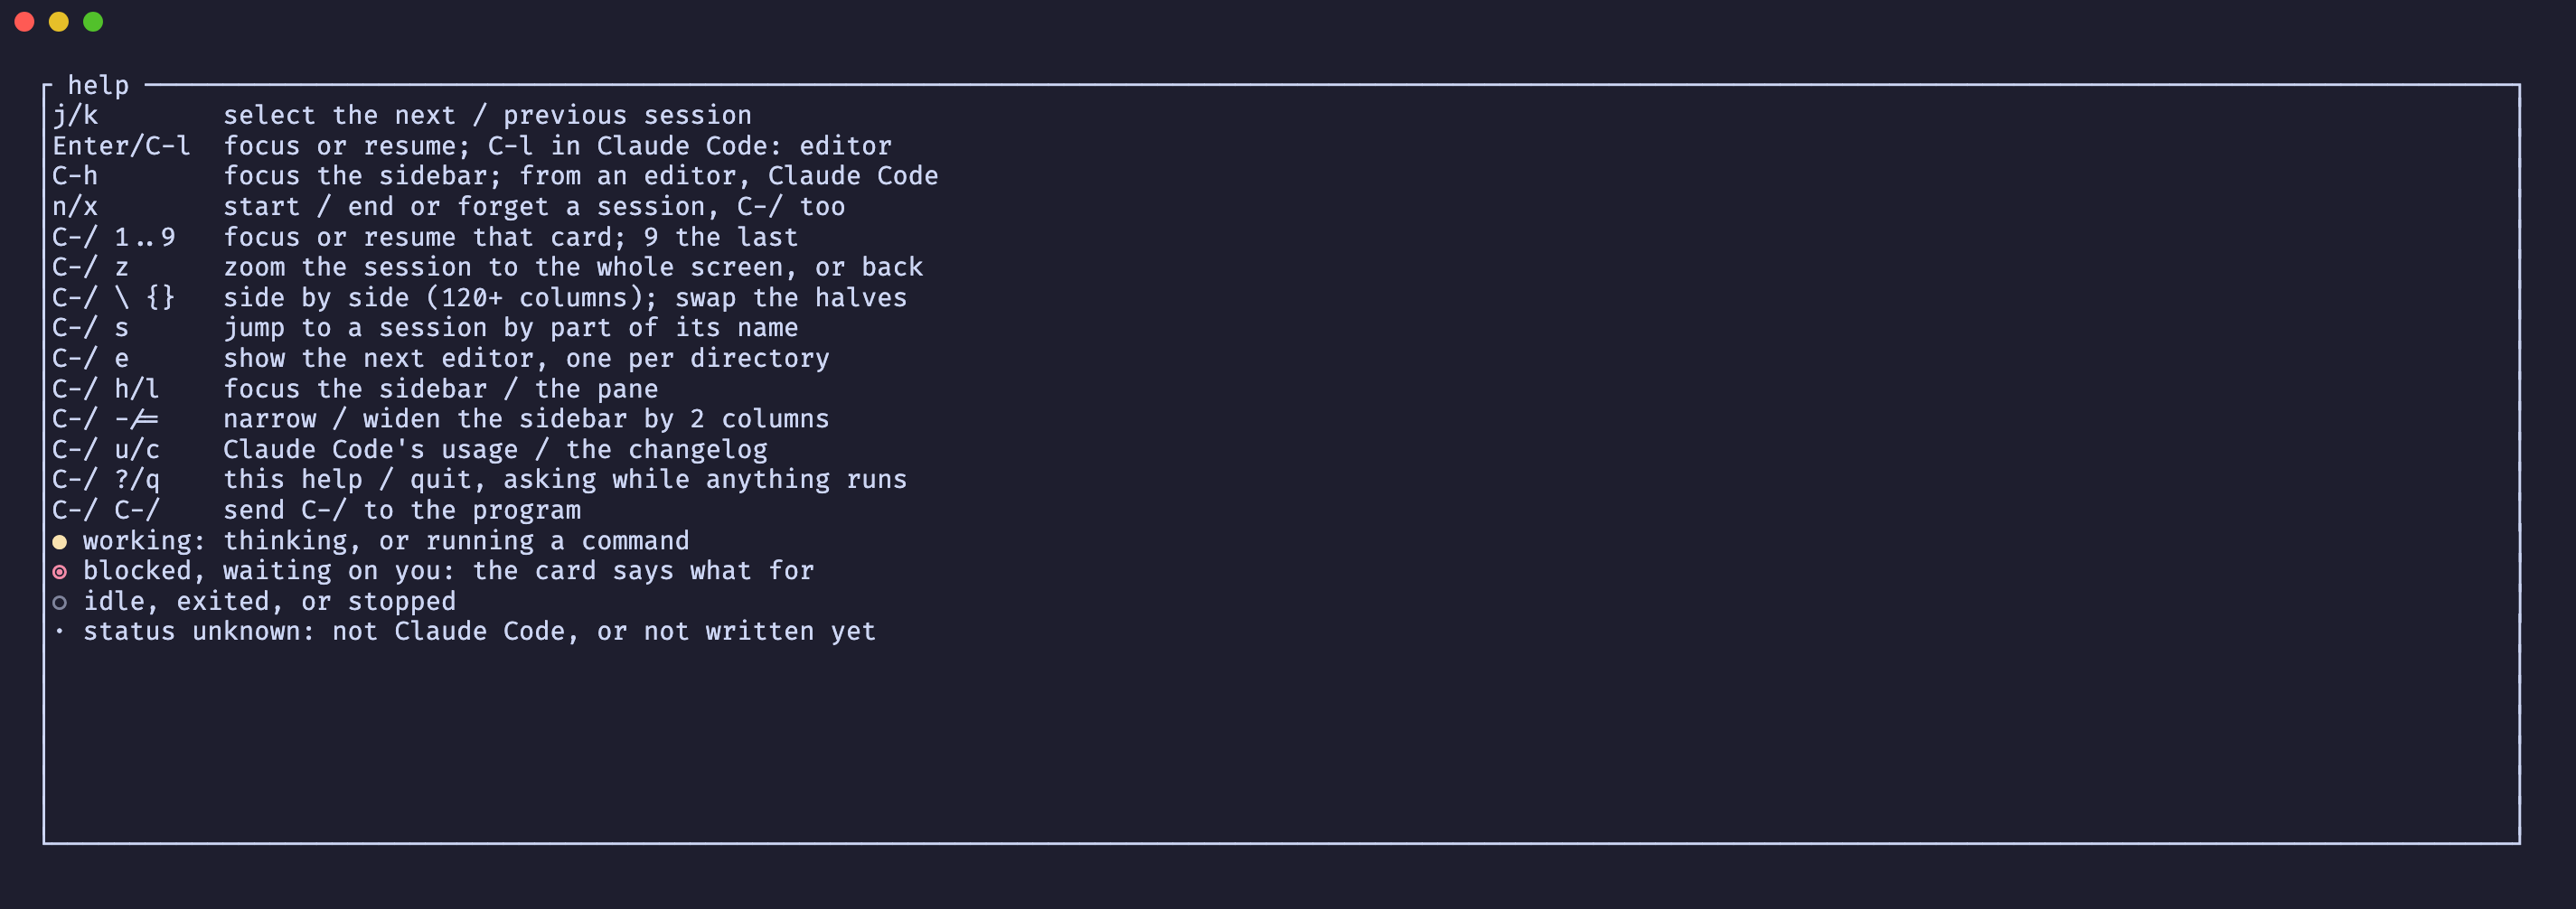 help
j/k        select the next / previous session
Enter/C-l  focus or resume; C-l in Claude Code: editor
C-h        focus the sidebar; from an editor, Claude Code
n/x        start / end or forget a session, C-/ too
C-/ 1..9   focus or resume that card; 9 the last
C-/ z      zoom the session to the whole screen, or back
C-/ \ {}   side by side (120+ columns); swap the halves
C-/ s      jump to a session by part of its name
C-/ e      show the next editor, one per directory
C-/ h/l    focus the sidebar / the pane
C-/ -/=    narrow / widen the sidebar by 2 columns
C-/ u/c    Claude Code's usage / the changelog
C-/ ?/q    this help / quit, asking while anything runs
C-/ C-/    send C-/ to the program
● working: thinking, or running a command
◉ blocked, waiting on you: the card says what for
○ idle, exited, or stopped
· status unknown: not Claude Code, or not written yet